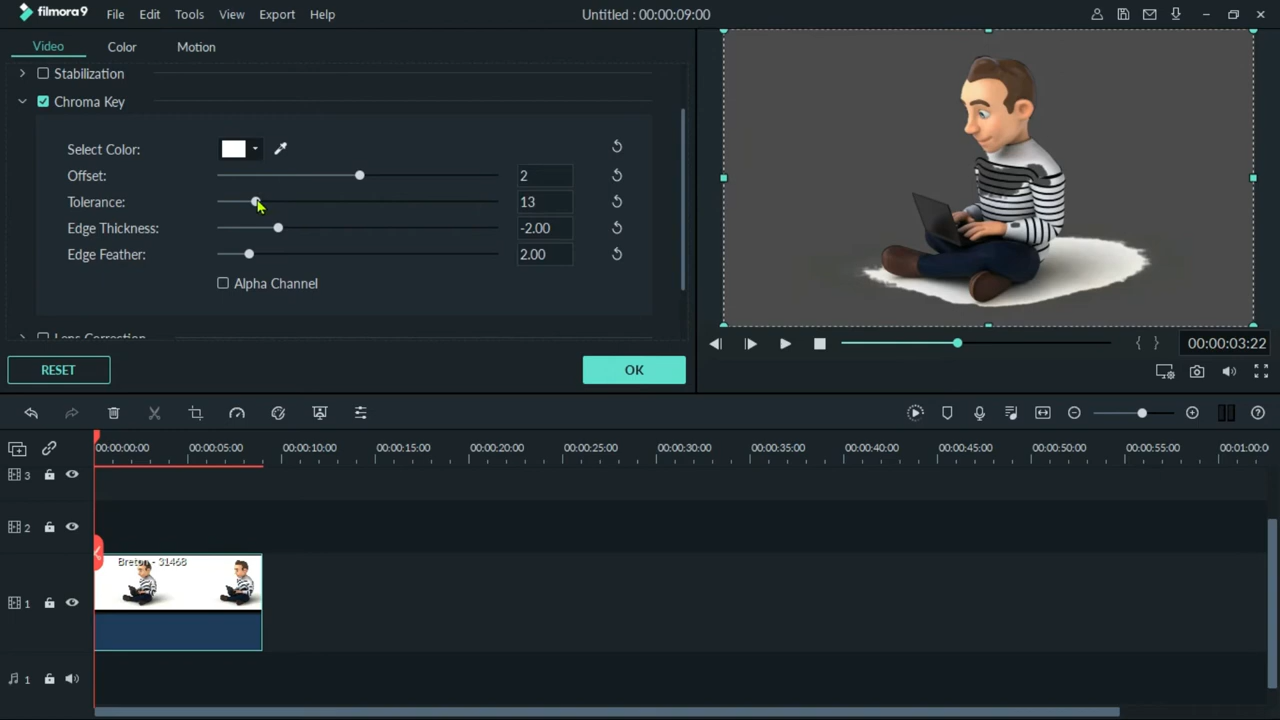 filmora9 File Edit Tools View Export Help Untitled : 00:00:09:00
Video Color Motion
Stabilization
Chroma Key
Select Color:
Offset: 2
Tolerance: 13
Edge Thickness: -2.00
Edge Feather: 2.00
Alpha Channel
Lens Correction
RESET OK
00:00:03:22
00:00:00:00 00:00:05:00 00:00:10:00 00:00:15:00 00:00:20:00 00:00:25:00 00:00:30:00 00:00:35:00 00:00:40:00 00:00:45:00 00:00:50:00 00:00:55:00 00:01:00:0
3
2
Breton - 31468
1
1